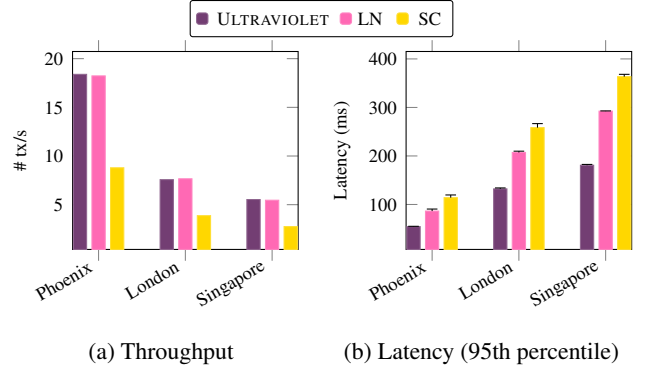 ULTRAVIOLET LN SC
# tx/s
20
15
10
5
Phoenix London Singapore
(a) Throughput
Latency (ms)
400
300
200
100
Phoenix London Singapore
(b) Latency (95th percentile)